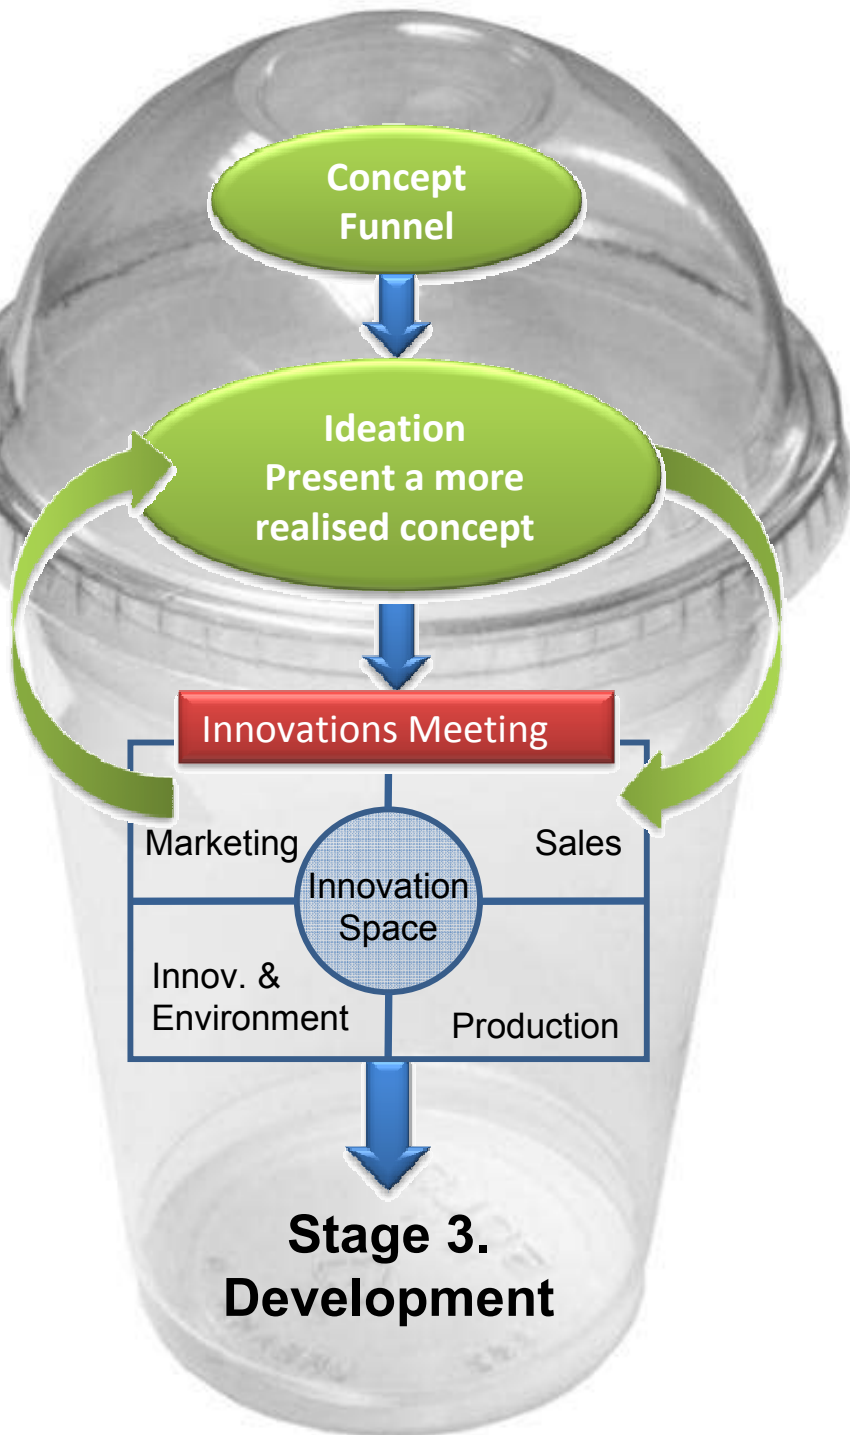 Concept
Funnel
Ideation
Present a more
realised concept
Innovations Meeting
Marketing
Sales
Innovation
Space
Innov. &
Environment
Production
Stage 3.
Development